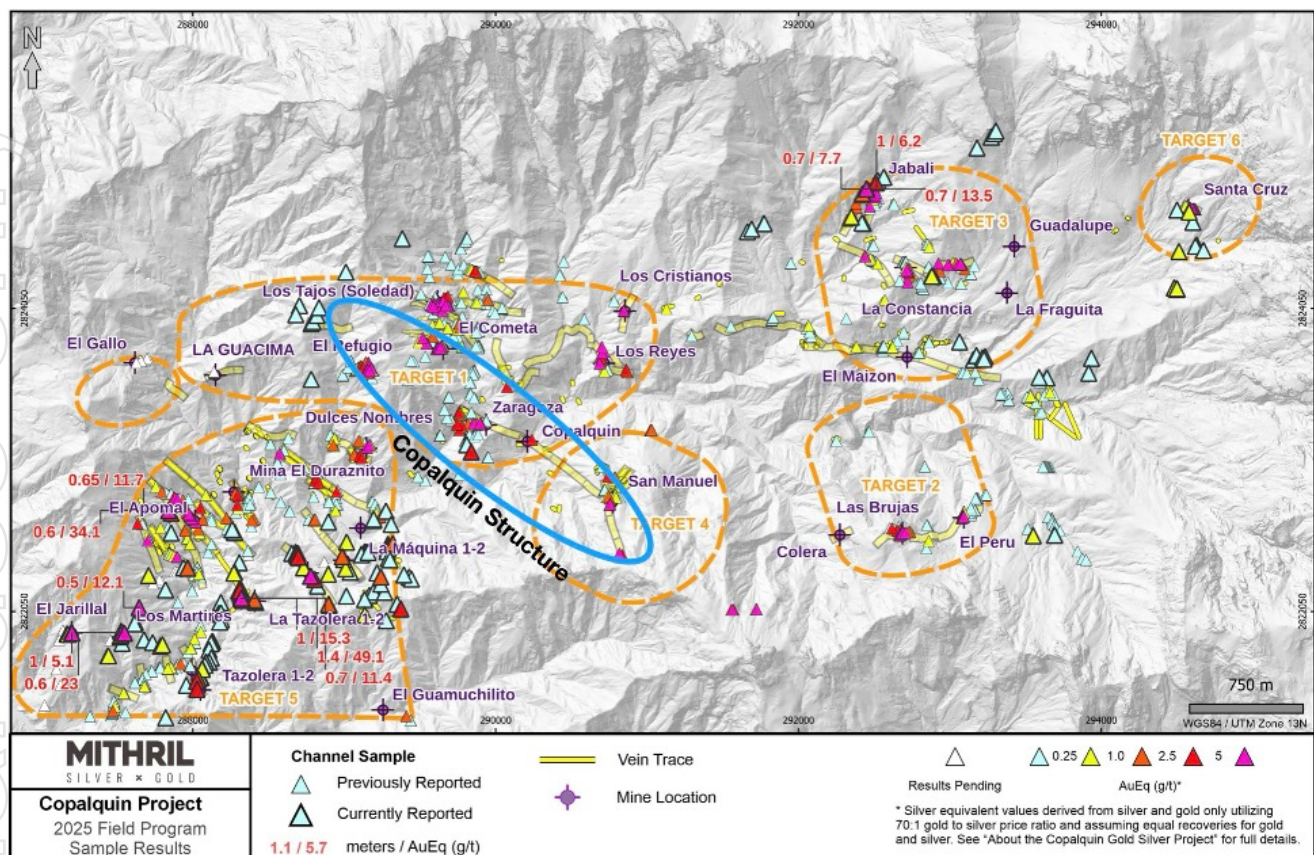 288000
290000
292000
294000
N
1 / 6.2
0.7 / 7.7
Jabali
0.7 / 13.5
TARGET 6
Santa Cruz
TARGET 3
Guadalupe
Los Cristianos
Los Tajos (Soledad)
2824050
2824050
La Constancia
La Fraguita
El Cometa
El Gallo
LA GUACIMA
El Refugio
Los Reyes
TARGET 1
El Maizon
Zaragoza
Dulces Nombres
Copalquin
Copalquin Structure
Mina El Duraznito
San Manuel
0.65 / 11.7
El Apomal
TARGET 2
Las Brujas
TARGET 4
0.6 / 34.1
La Máquina 1-2
Colera
El Peru
0.5 / 12.1
El Jarillal
Los Martires
La Tazolera 1-2
2822050
2822050
1 / 15.3
1 / 5.1
1.4 / 49.1
0.6 / 23
Tazolera 1-2
0.7 / 11.4
TARGET 5
El Guamuchilito
750 m
288000
290000
292000
294000
WGS84 / UTM Zone 13N
MITHRIL
SILVER × GOLD
Copalquin Project
2025 Field Program
Sample Results
Channel Sample
Previously Reported
Currently Reported
1.1 / 5.7 meters / AuEq (g/t)
Vein Trace
Mine Location
0.25 1.0 2.5 5
Results Pending AuEq (g/t)*
* Silver equivalent values derived from silver and gold only utilizing
70:1 gold to silver price ratio and assuming equal recoveries for gold
and silver. See "About the Copalquin Gold Silver Project" for full details.